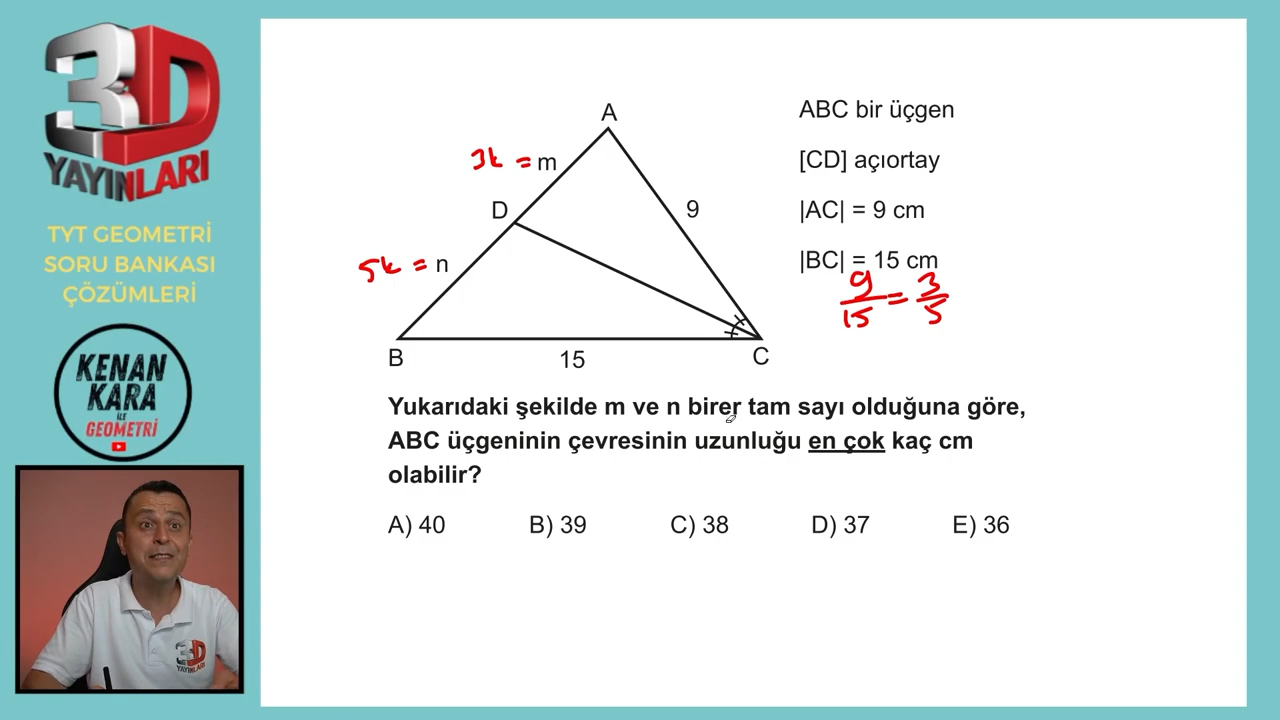 3D
YAYINLARI
TYT GEOMETRİ
SORU BANKASI
ÇÖZÜMLERİ
KENAN
KARA
İLE
GEOMETRİ
3D
YAYINLARI
A
3k = m
D
9
5k = n
B
15
C
ABC bir üçgen
[CD] açıortay
|AC| = 9 cm
|BC| = 15 cm
9/15 = 3/5
Yukarıdaki şekilde m ve n birer tam sayı olduğuna göre,
ABC üçgeninin çevresinin uzunluğu en çok kaç cm
olabilir?
A) 40 B) 39 C) 38 D) 37 E) 36